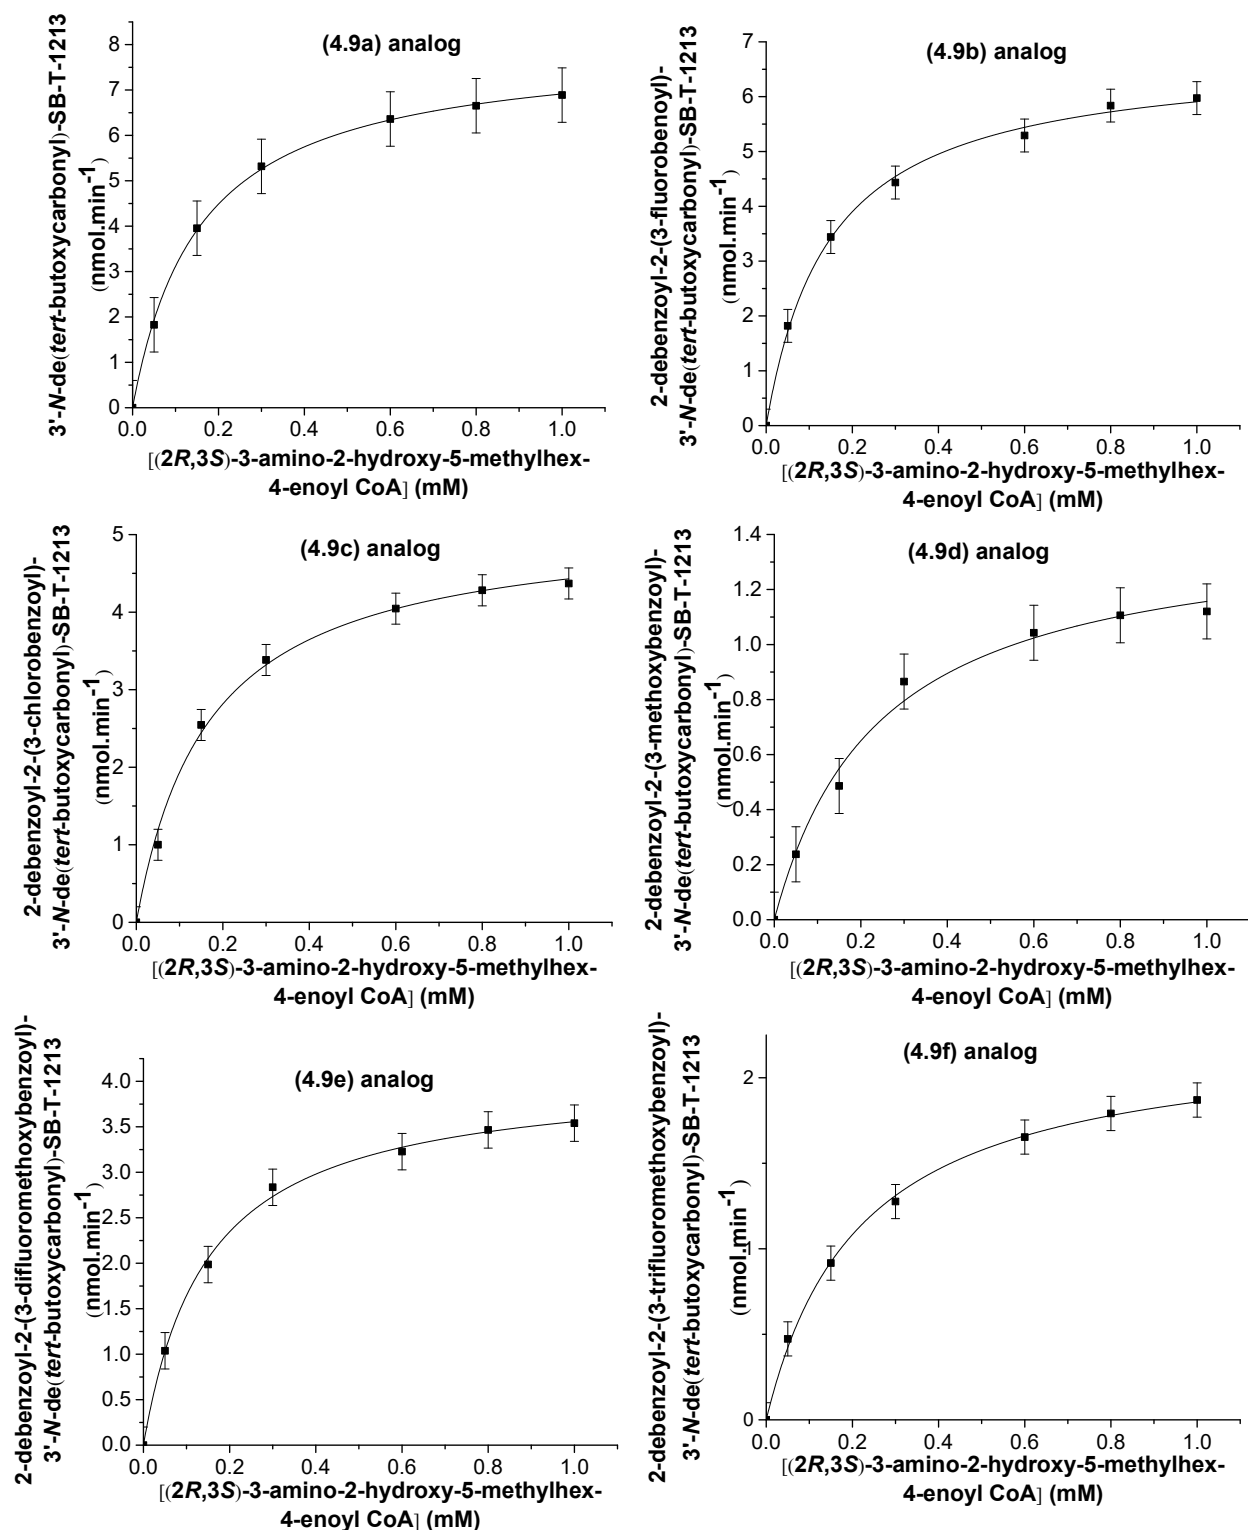 3'-N-de(tert-butoxycarbonyl)-SB-T-1213
(nmol.min-1)
8
7
6
5
4
3
2
1
0
(4.9a) analog
0.0 0.2 0.4 0.6 0.8 1.0
[(2R,3S)-3-amino-2-hydroxy-5-methylhex-
4-enoyl CoA] (mM)
2-debenzoyl-2-(3-fluorobenoyl)-
3'-N-de(tert-butoxycarbonyl)-SB-T-1213
(nmol.min-1)
7
6
5
4
3
2
1
0
(4.9b) analog
0.0 0.2 0.4 0.6 0.8 1.0
[(2R,3S)-3-amino-2-hydroxy-5-methylhex-
4-enoyl CoA] (mM)
2-debenzoyl-2-(3-chlorobenzoyl)-
3'-N-de(tert-butoxycarbonyl)-SB-T-1213
(nmol.min-1)
5
4
3
2
1
0
(4.9c) analog
0.0 0.2 0.4 0.6 0.8 1.0
[(2R,3S)-3-amino-2-hydroxy-5-methylhex-
4-enoyl CoA] (mM)
2-debenzoyl-2-(3-methoxybenzoyl)-
3'-N-de(tert-butoxycarbonyl)-SB-T-1213
(nmol.min-1)
1.4
1.2
1.0
0.8
0.6
0.4
0.2
0.0
(4.9d) analog
0.0 0.2 0.4 0.6 0.8 1.0
[(2R,3S)-3-amino-2-hydroxy-5-methylhex-
4-enoyl CoA] (mM)
2-debenzoyl-2-(3-difluoromethoxybenzoyl)-
3'-N-de(tert-butoxycarbonyl)-SB-T-1213
(nmol.min-1)
4.0
3.5
3.0
2.5
2.0
1.5
1.0
0.5
0.0
(4.9e) analog
0.0 0.2 0.4 0.6 0.8 1.0
[(2R,3S)-3-amino-2-hydroxy-5-methylhex-
4-enoyl CoA] (mM)
2-debenzoyl-2-(3-trifluoromethoxybenzoyl)-
3'-N-de(tert-butoxycarbonyl)-SB-T-1213
(nmol.min-1)
2
1
0
(4.9f) analog
0.0 0.2 0.4 0.6 0.8 1.0
[(2R,3S)-3-amino-2-hydroxy-5-methylhex-
4-enoyl CoA] (mM)